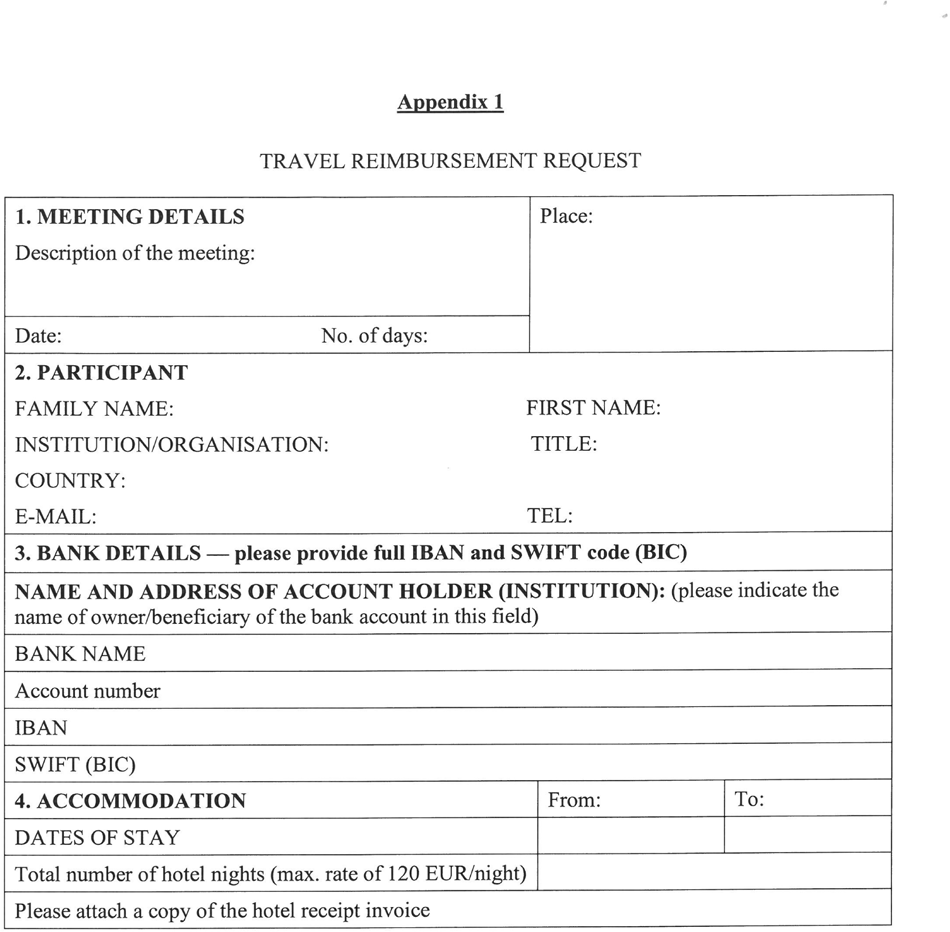 Appendix 1
TRAVEL REIMBURSEMENT REQUEST
1. MEETING DETAILS
Place:
Description of the meeting:
Date:
No. of days:
2. PARTICIPANT
FAMILY NAME:
FIRST NAME:
INSTITUTION/ORGANISATION:
TITLE:
COUNTRY:
E-MAIL:
TEL:
3. BANK DETAILS — please provide full IBAN and SWIFT code (BIC)
NAME AND ADDRESS OF ACCOUNT HOLDER (INSTITUTION): (please indicate the
name of owner/beneficiary of the bank account in this field)
BANK NAME
Account number
IBAN
SWIFT (BIC)
4. ACCOMMODATION
From:
To:
DATES OF STAY
Total number of hotel nights (max. rate of 120 EUR/night)
Please attach a copy of the hotel receipt invoice